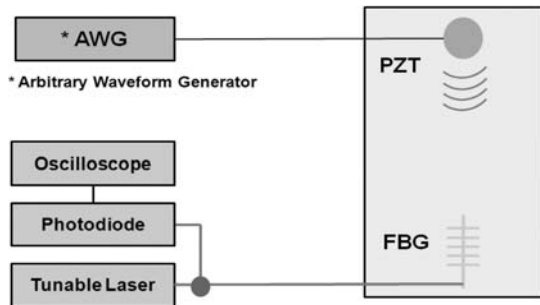 * AWG
* Arbitrary Waveform Generator
PZT
Oscilloscope
Photodiode
FBG
Tunable Laser